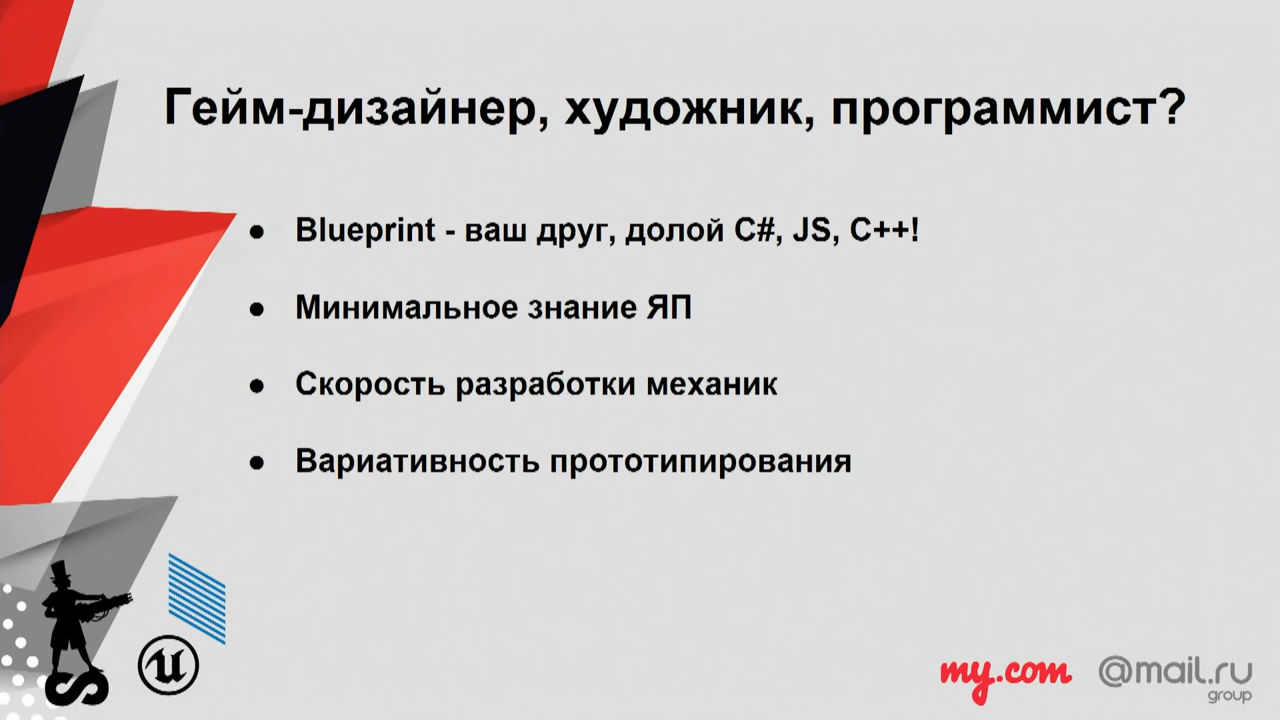 Гейм-дизайнер, художник, программист?
● Blueprint - ваш друг, долой C#, JS, C++!
● Минимальное знание ЯП
● Скорость разработки механик
● Вариативность прототипирования
my.com @mail.ru
group